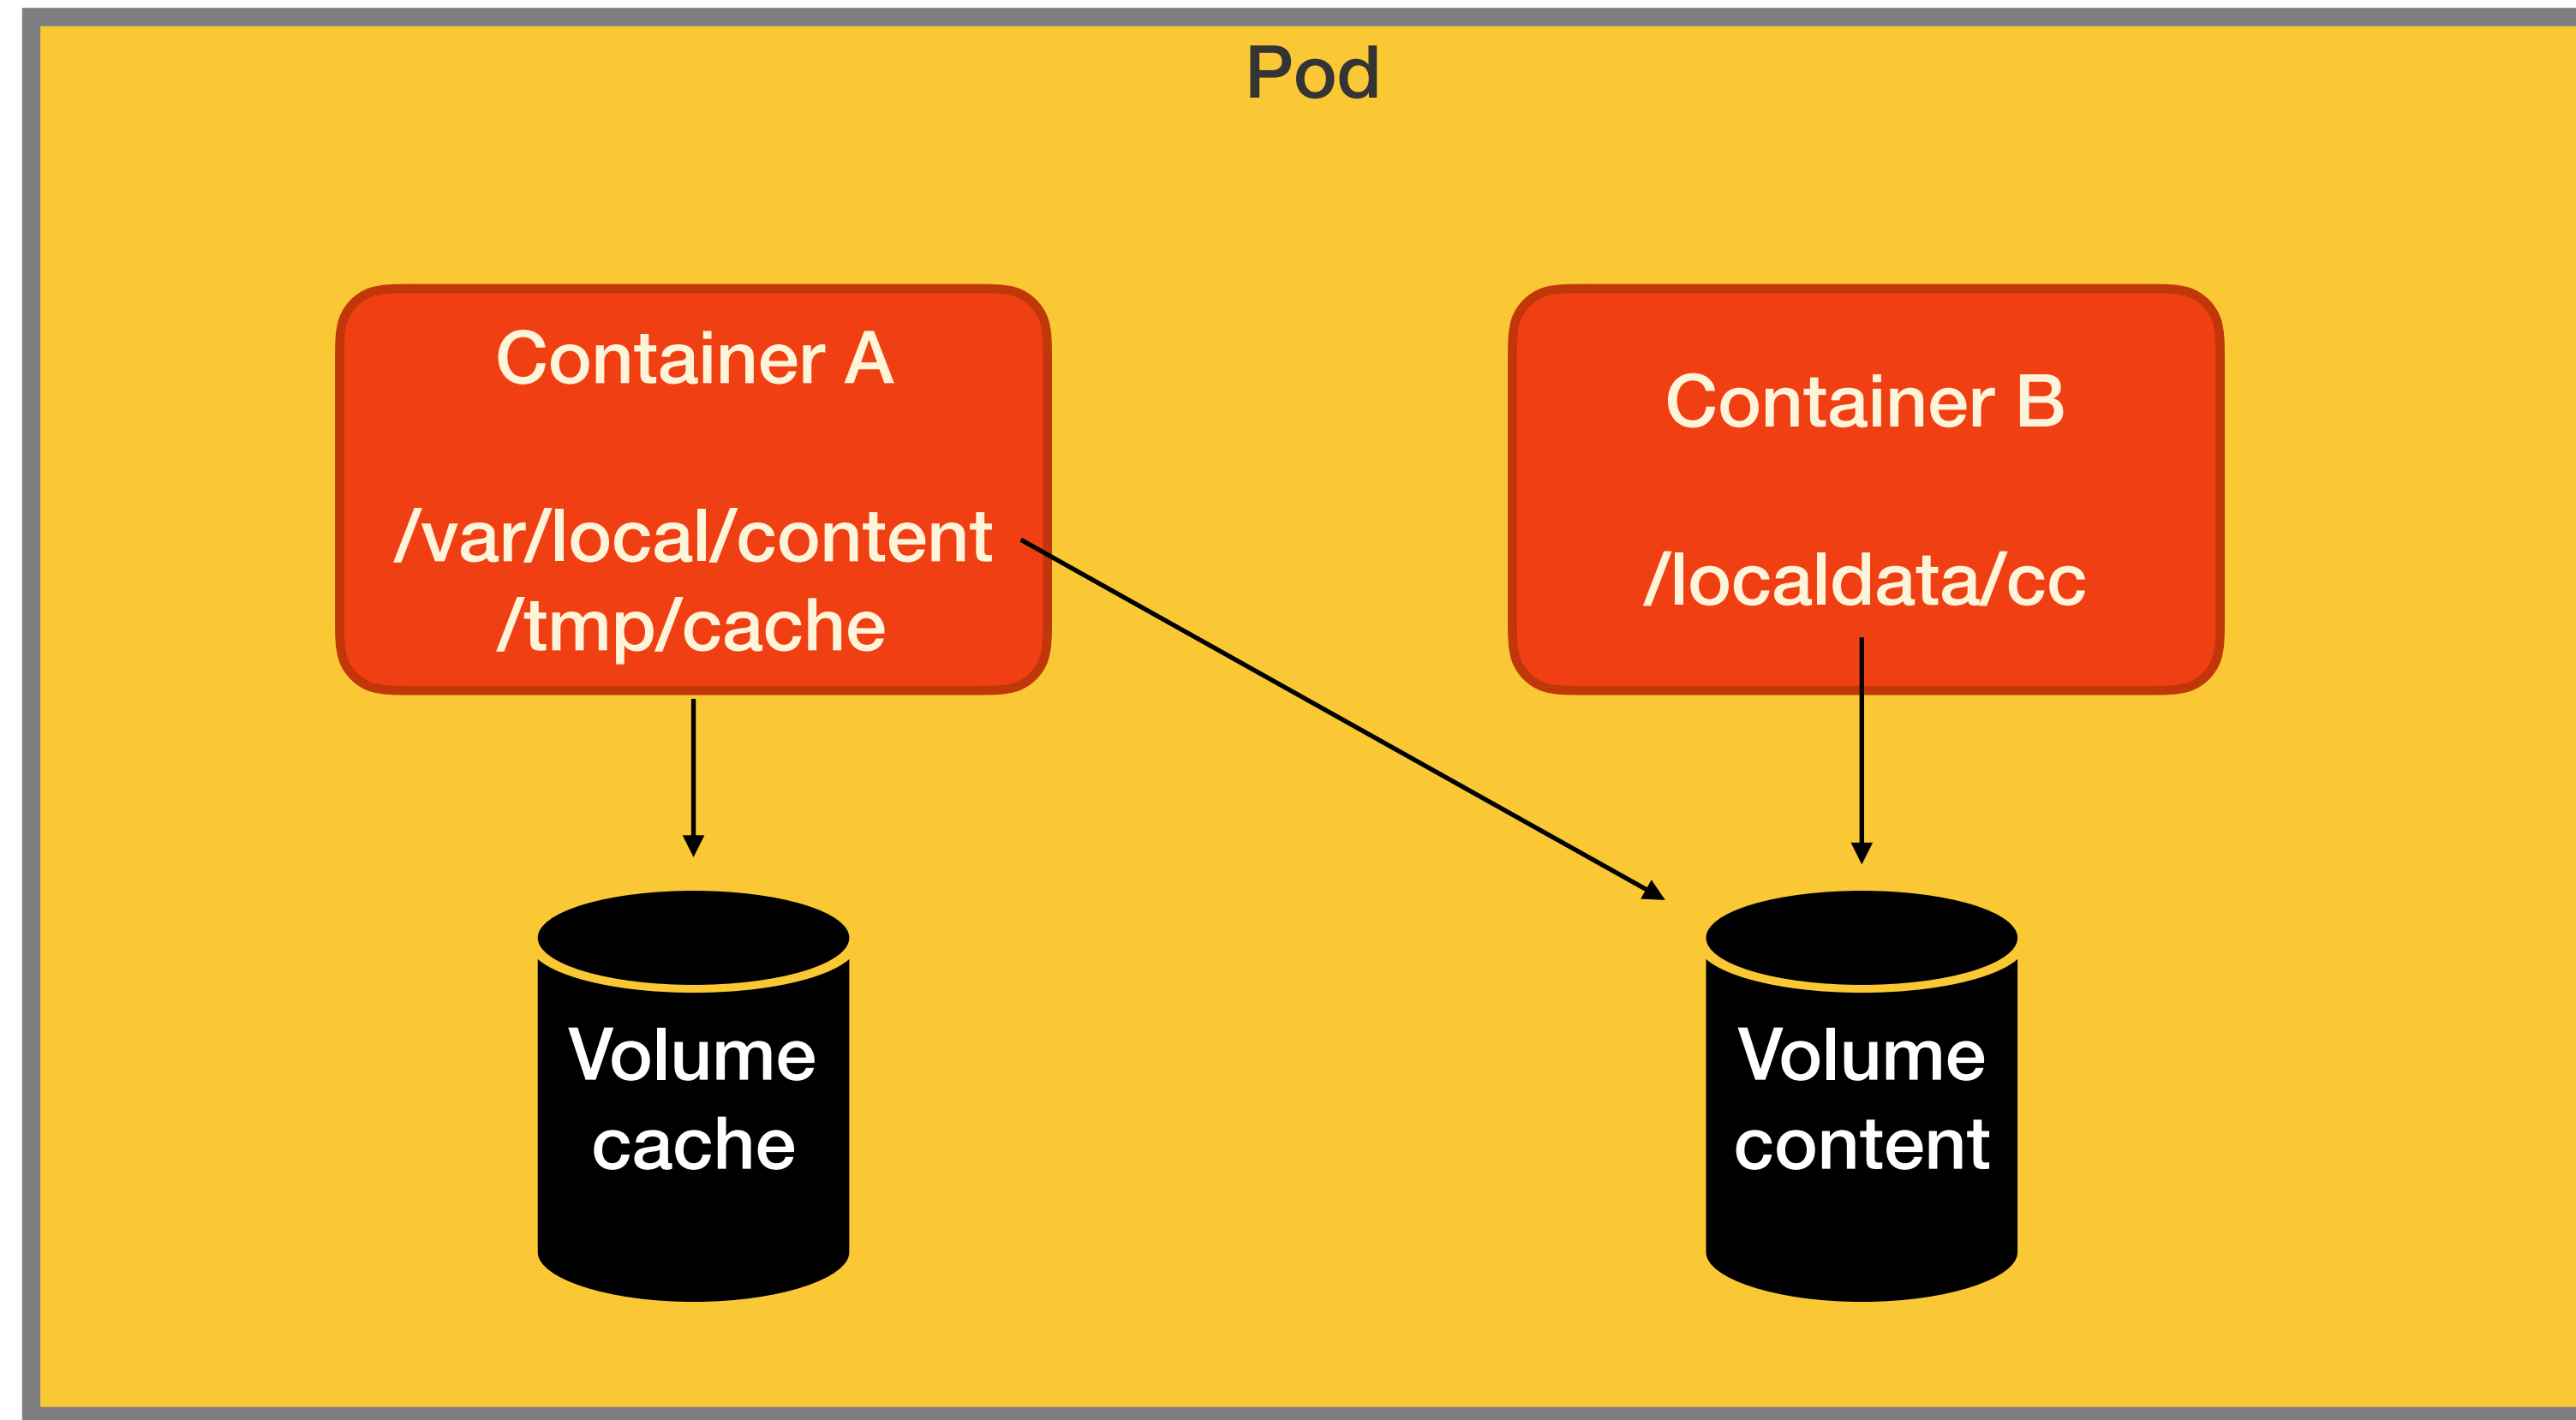 Pod
Container A
/var/local/content
/tmp/cache
Container B
/localdata/cc
Volume
cache
Volume
content